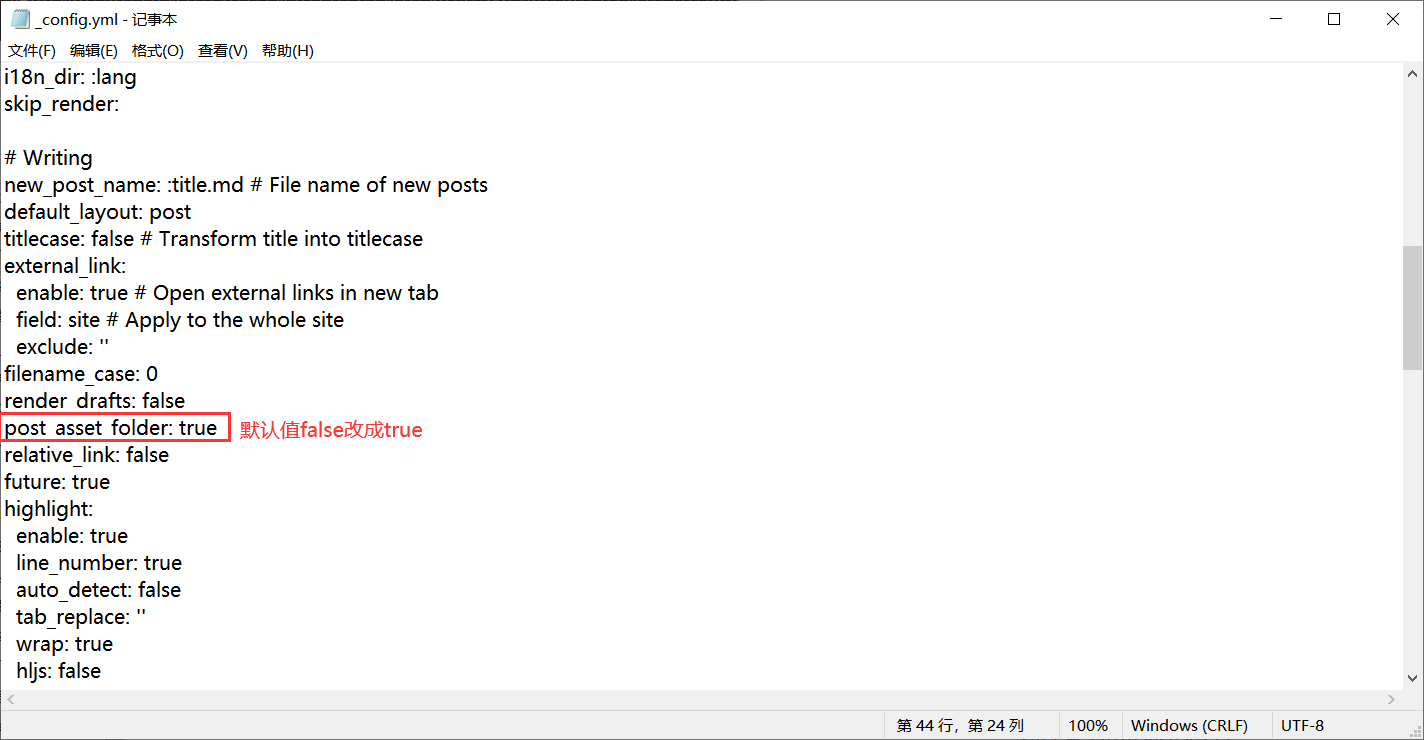 _config.yml - 记事本
文件(F) 编辑(E) 格式(O) 查看(V) 帮助(H)
i18n_dir: :lang
skip_render:
# Writing
new_post_name: :title.md # File name of new posts
default_layout: post
titlecase: false # Transform title into titlecase
external_link:
  enable: true # Open external links in new tab
  field: site # Apply to the whole site
  exclude: ''
filename_case: 0
render_drafts: false
post_asset_folder: true 默认值false改成true
relative_link: false
future: true
highlight:
  enable: true
  line_number: true
  auto_detect: false
  tab_replace: ''
  wrap: true
  hljs: false
第 44 行，第 24 列 100% Windows (CRLF) UTF-8